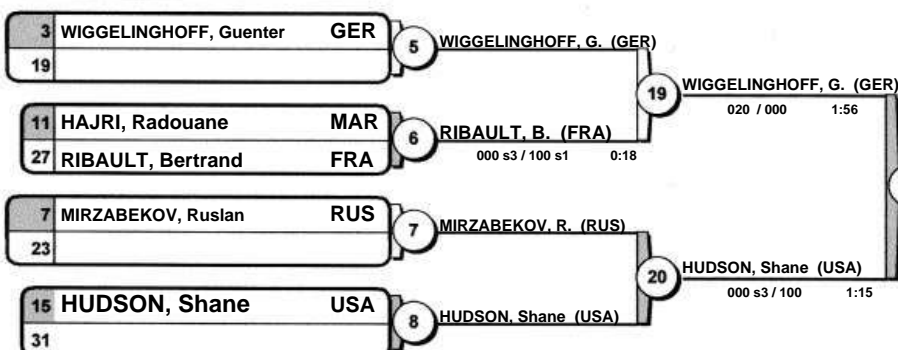 3 WIGGELINGHOFF, Guenter GER
19
5
WIGGELINGHOFF, G. (GER)
11 HAJRI, Radouane MAR
27 RIBAULT, Bertrand FRA
6
RIBAULT, B. (FRA)
000 s3 / 100 s1 0:18
19
WIGGELINGHOFF, G. (GER)
020 / 000 1:56
7 MIRZABEKOV, Ruslan RUS
23
7
MIRZABEKOV, R. (RUS)
15 HUDSON, Shane USA
31
8
HUDSON, Shane (USA)
20
HUDSON, Shane (USA)
000 s3 / 100 1:15